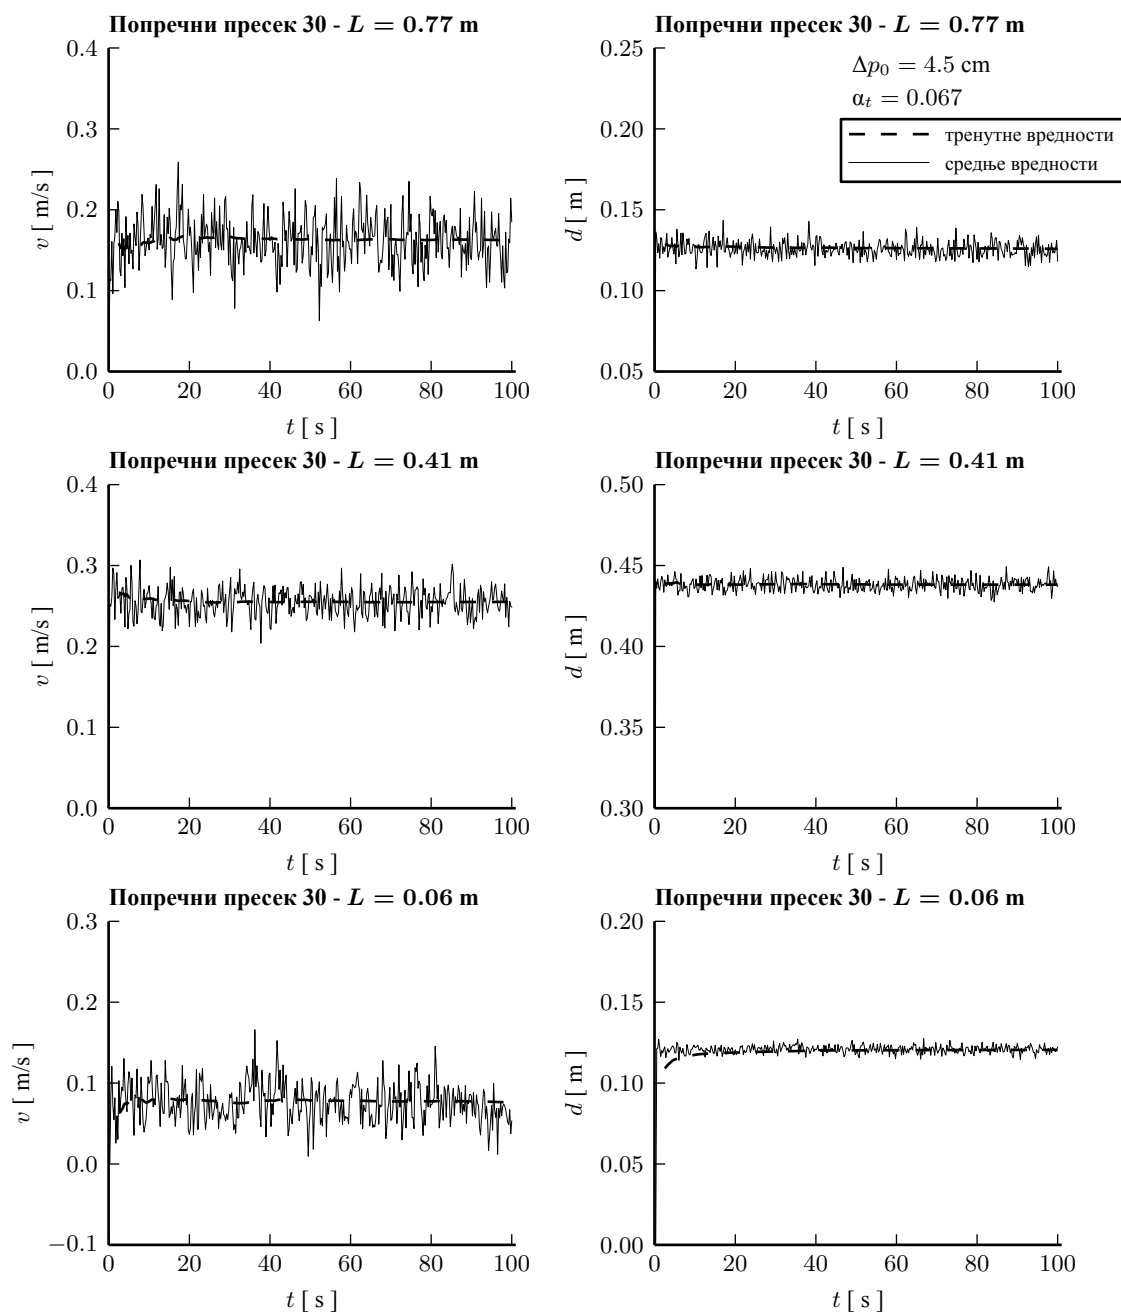 Попречни пресек 30 - L = 0.77 m
0.4
0.3
0.2
0.1
0.0
v [ m/s ]
0 20 40 60 80 100
t [ s ]
Попречни пресек 30 - L = 0.77 m
0.25
0.20
0.15
0.10
0.05
d [ m ]
0 20 40 60 80 100
t [ s ]
Δp₀ = 4.5 cm
α_t = 0.067
тренутне вредности
средње вредности
Попречни пресек 30 - L = 0.41 m
0.4
0.3
0.2
0.1
0.0
v [ m/s ]
0 20 40 60 80 100
t [ s ]
Попречни пресек 30 - L = 0.41 m
0.50
0.45
0.40
0.35
0.30
d [ m ]
0 20 40 60 80 100
t [ s ]
Попречни пресек 30 - L = 0.06 m
0.3
0.2
0.1
0.0
−0.1
v [ m/s ]
0 20 40 60 80 100
t [ s ]
Попречни пресек 30 - L = 0.06 m
0.20
0.15
0.10
0.05
0.00
d [ m ]
0 20 40 60 80 100
t [ s ]